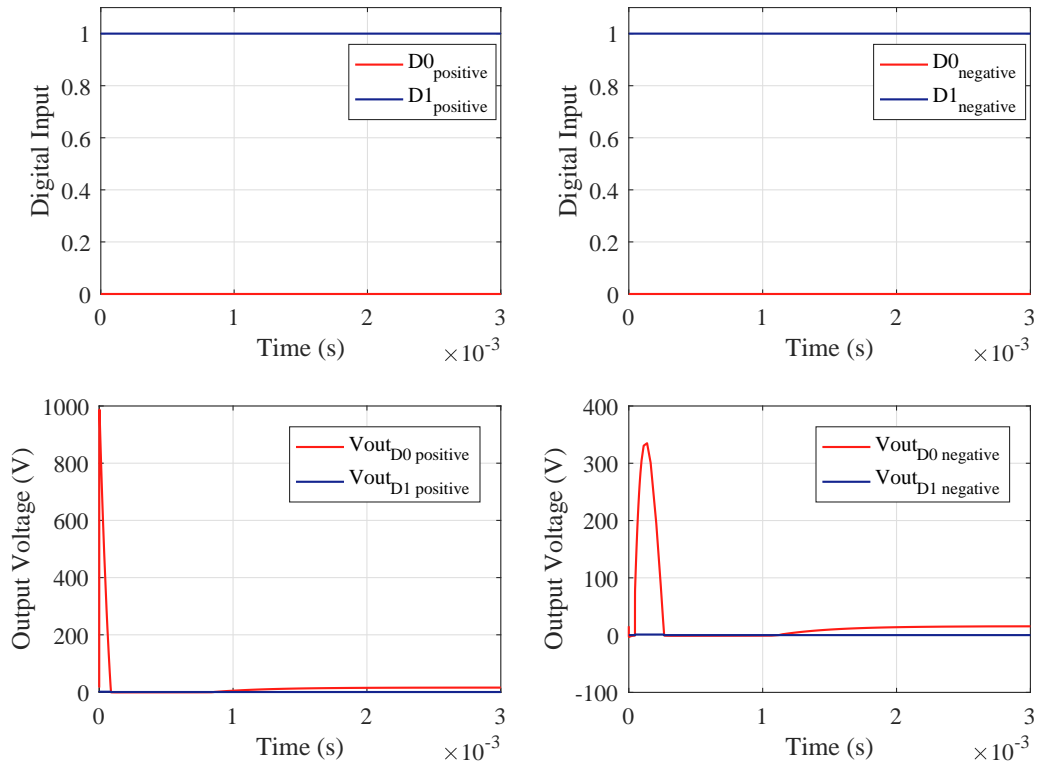 1
0.8
0.6
0.4
0.2
0
Digital Input
D0positive
D1positive
0 1 2 3
Time (s)
×10-3
1
0.8
0.6
0.4
0.2
0
Digital Input
D0negative
D1negative
0 1 2 3
Time (s)
×10-3
1000
800
600
400
200
0
Output Voltage (V)
VoutD0 positive
VoutD1 positive
0 1 2 3
Time (s)
×10-3
400
300
200
100
0
-100
Output Voltage (V)
VoutD0 negative
VoutD1 negative
0 1 2 3
Time (s)
×10-3